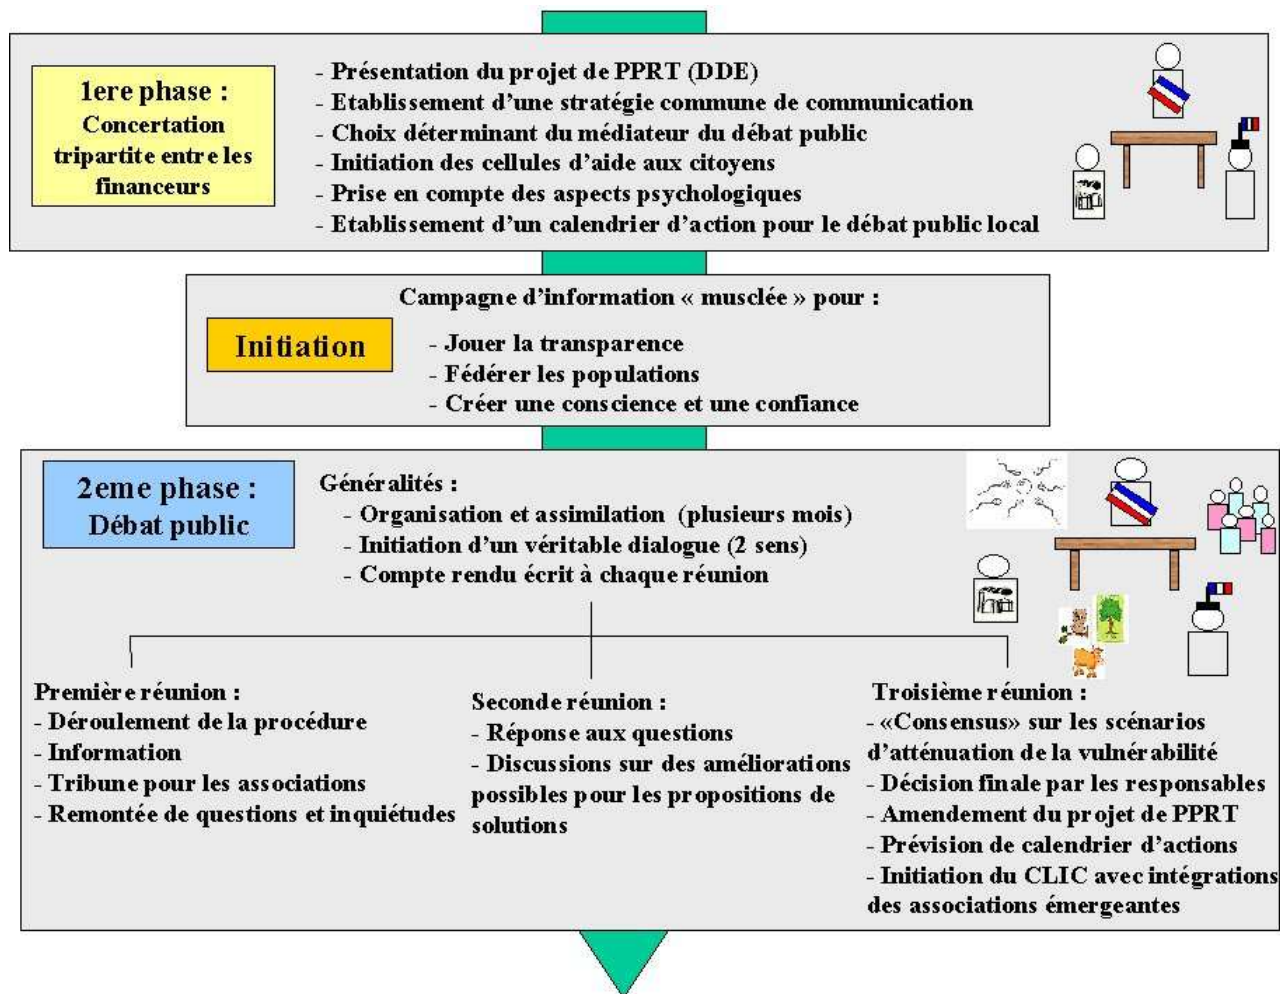 1ere phase :
Concertation
tripartite entre les
financeurs
- Présentation du projet de PPRT (DDE)
- Etablissement d'une stratégie commune de communication
- Choix déterminant du médiateur du débat public
- Initiation des cellules d'aide aux citoyens
- Prise en compte des aspects psychologiques
- Etablissement d'un calendrier d'action pour le débat public local
Campagne d'information « musclée » pour :
Initiation
- Jouer la transparence
- Fédérer les populations
- Créer une conscience et une confiance
2eme phase :
Débat public
Généralités :
- Organisation et assimilation (plusieurs mois)
- Initiation d'un véritable dialogue (2 sens)
- Compte rendu écrit à chaque réunion
Première réunion :
- Déroulement de la procédure
- Information
- Tribune pour les associations
- Remontée de questions et inquiétudes
Seconde réunion :
- Réponse aux questions
- Discussions sur des améliorations
possibles pour les propositions de
solutions
Troisième réunion :
- «Consensus» sur les scénarios
d'atténuation de la vulnérabilité
- Décision finale par les responsables
- Amendement du projet de PPRT
- Prévision de calendrier d'actions
- Initiation du CLIC avec intégrations
des associations émergeantes